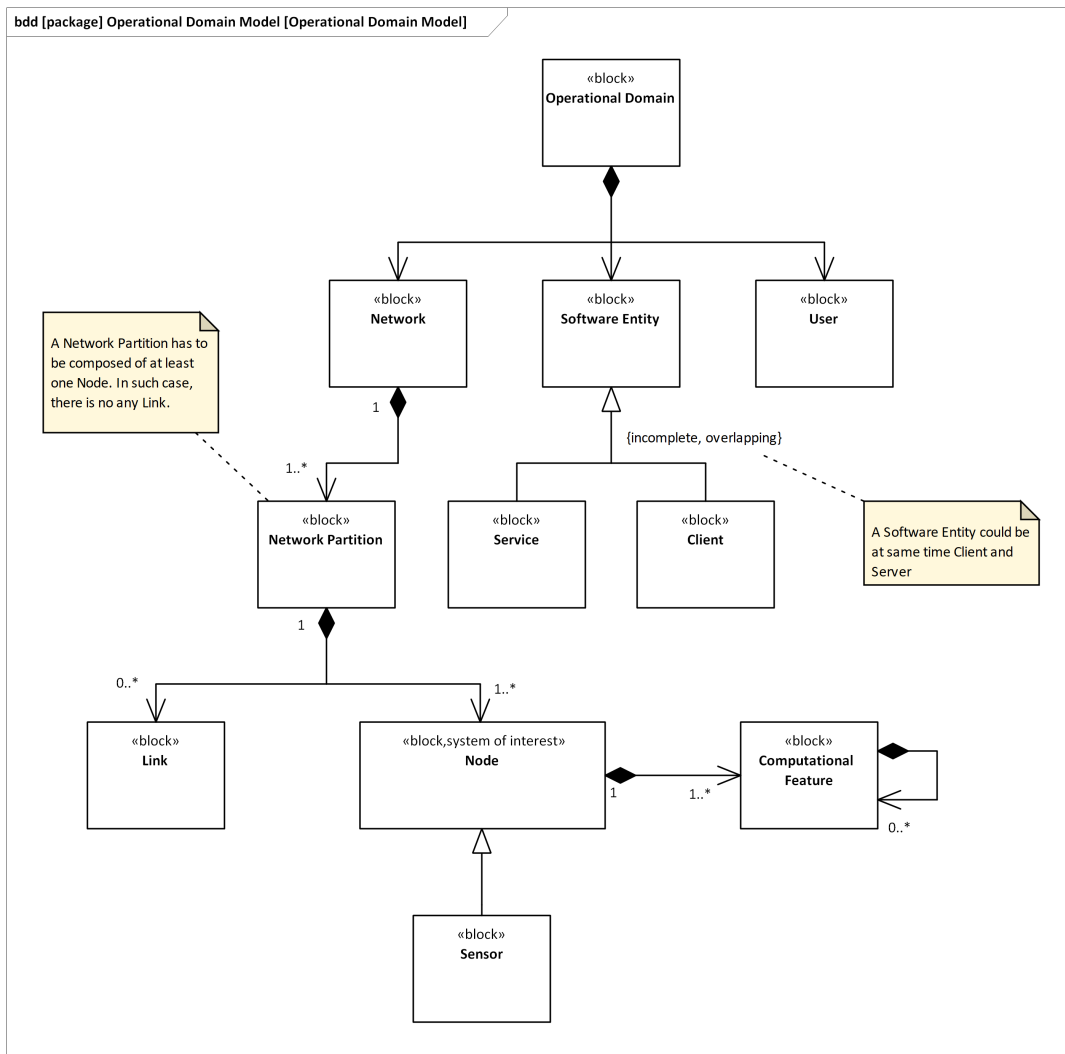 bdd [package] Operational Domain Model [Operational Domain Model]
«block»
Operational Domain
«block»
Network
«block»
Software Entity
«block»
User
A Network Partition has to
be composed of at least
one Node. In such case,
there is no any Link.
1
1..*
{incomplete, overlapping}
«block»
Network Partition
«block»
Service
«block»
Client
A Software Entity could be
at same time Client and
Server
1
0..*
1..*
«block»
Link
«block,system of interest»
Node
1
1..*
«block»
Computational
Feature
0..*
«block»
Sensor